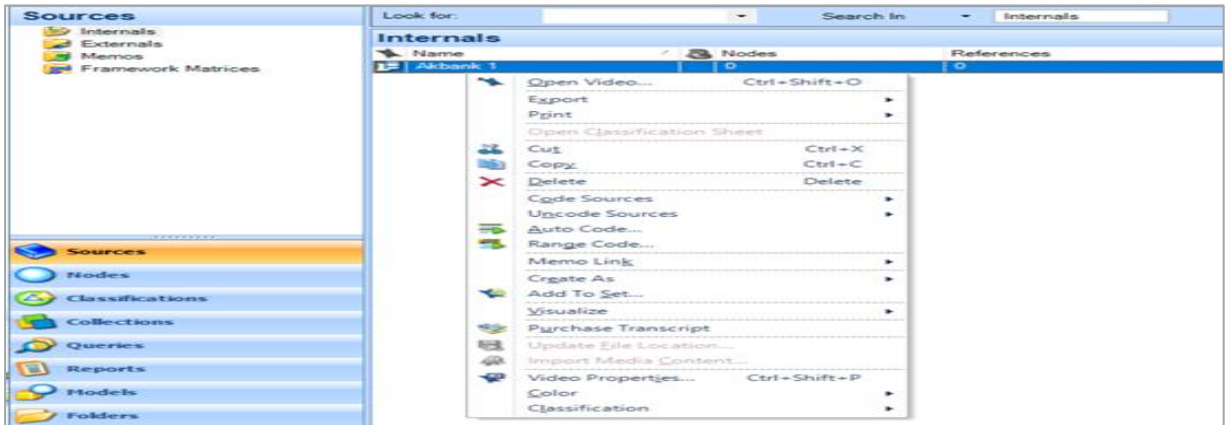 Sources
Internals
Externals
Memos
Framework Matrices
Sources
Nodes
Classifications
Collections
Queries
Reports
Models
Folders
Look for: Search In Internals
Internals
Name Nodes References
Akbank 1 0 0
Open Video... Ctrl+Shift+O
Export
Print
Open Classification Sheet
Cut Ctrl+X
Copy Ctrl+C
Delete Delete
Code Sources
Uncode Sources
Auto Code...
Range Code...
Memo Link
Create As
Add To Set...
Visualize
Purchase Transcript
Update File Location...
Import Media Content...
Video Properties... Ctrl+Shift+P
Color
Classification